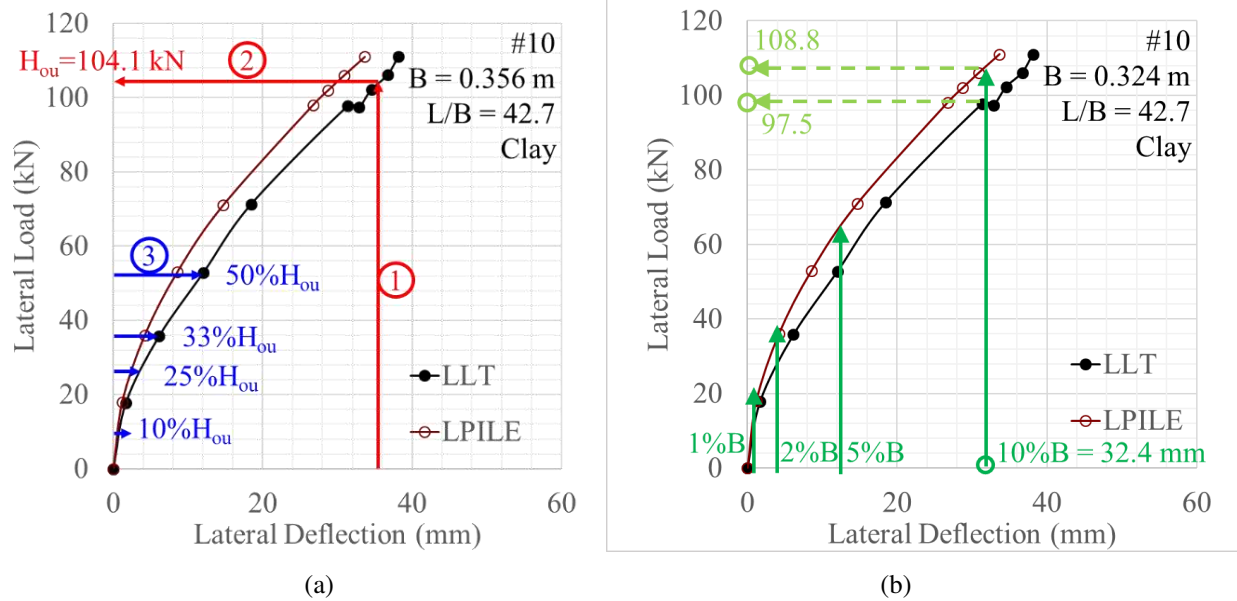 120
100
80
60
40
20
0
0
20
40
60
Lateral Load (kN)
Lateral Deflection (mm)
H_ou=104.1 kN
2
#10
B = 0.356 m
L/B = 42.7
Clay
3
1
50%H_ou
33%H_ou
25%H_ou
10%H_ou
LLT
LPILE
(a)
120
100
80
60
40
20
0
0
20
40
60
Lateral Load (kN)
Lateral Deflection (mm)
108.8
97.5
#10
B = 0.324 m
L/B = 42.7
Clay
LLT
LPILE
1%B
2%B
5%B
10%B = 32.4 mm
(b)